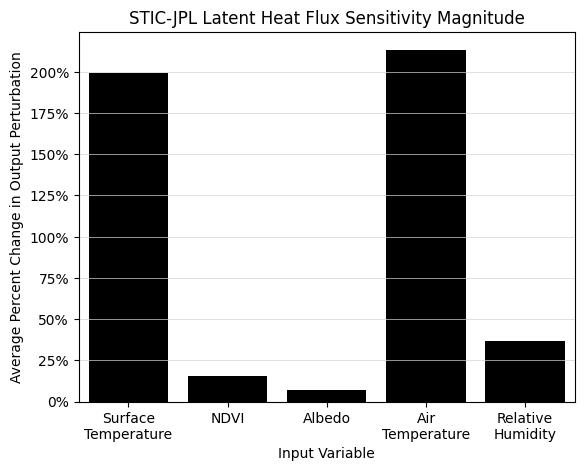 STIC-JPL Latent Heat Flux Sensitivity Magnitude
Average Percent Change in Output Perturbation
200%
175%
150%
125%
100%
75%
50%
25%
0%
Surface
Temperature
NDVI
Albedo
Air
Temperature
Relative
Humidity
Input Variable